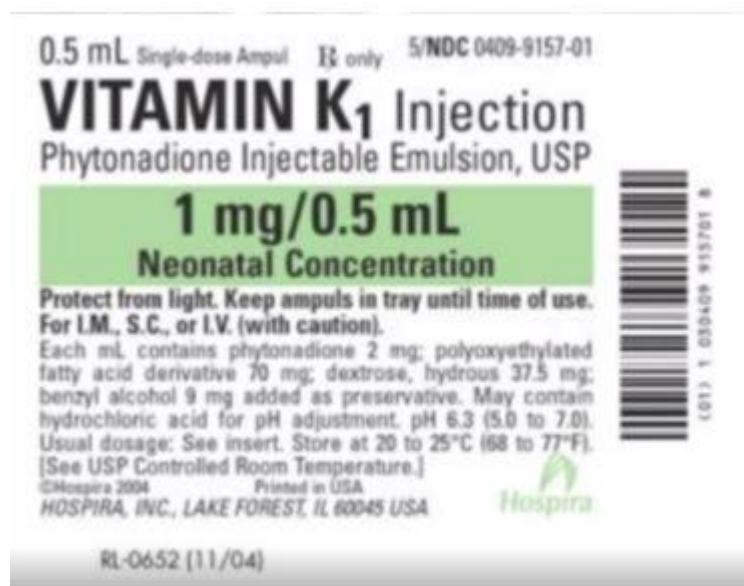 0.5 mL Single-dose Ampul ℞ only 5/NDC 0409-9157-01
VITAMIN K₁ Injection
Phytonadione Injectable Emulsion, USP
1 mg/0.5 mL
Neonatal Concentration
Protect from light. Keep ampuls in tray until time of use.
For I.M., S.C., or I.V. (with caution).
Each mL contains phytonadione 2 mg; polyoxyethylated
fatty acid derivative 70 mg; dextrose, hydrous 37.5 mg;
benzyl alcohol 9 mg added as preservative. May contain
hydrochloric acid for pH adjustment. pH 6.3 (5.0 to 7.0).
Usual dosage: See insert. Store at 20 to 25°C (68 to 77°F).
[See USP Controlled Room Temperature.]
©Hospira 2004 Printed in USA
HOSPIRA, INC., LAKE FOREST, IL 60045 USA
Hospira
RL-0652 (11/04)
(01) 1 030409 915701 8